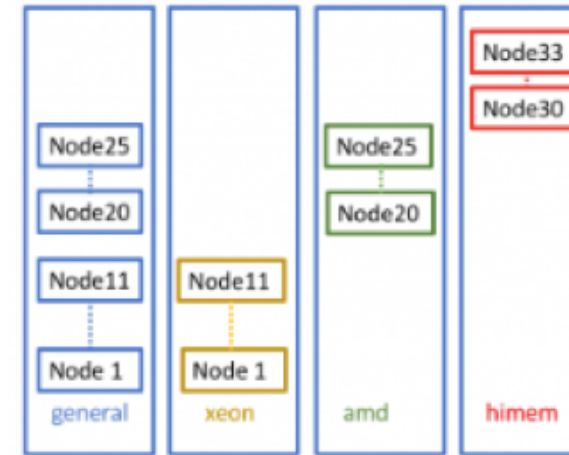 Node25
Node20
Node11
Node 1
general
Node11
Node 1
xeon
Node25
Node20
amd
Node33
Node30
himem